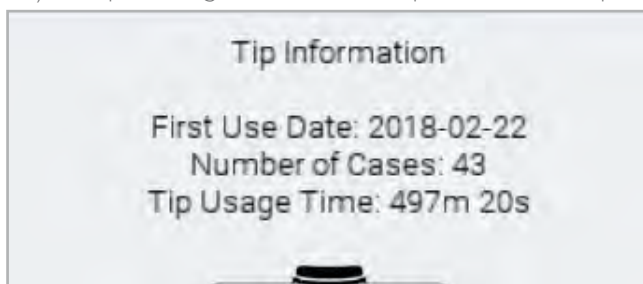 Tip Information
First Use Date: 2018-02-22
Number of Cases: 43
Tip Usage Time: 497m 20s